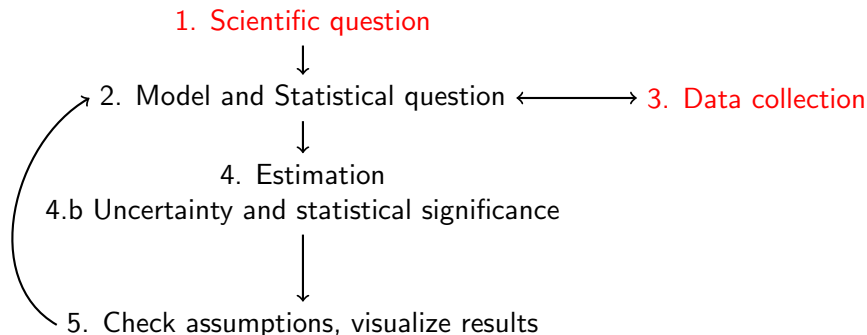 1. Scientific question
2. Model and Statistical question
3. Data collection
4. Estimation
4.b Uncertainty and statistical significance
5. Check assumptions, visualize results